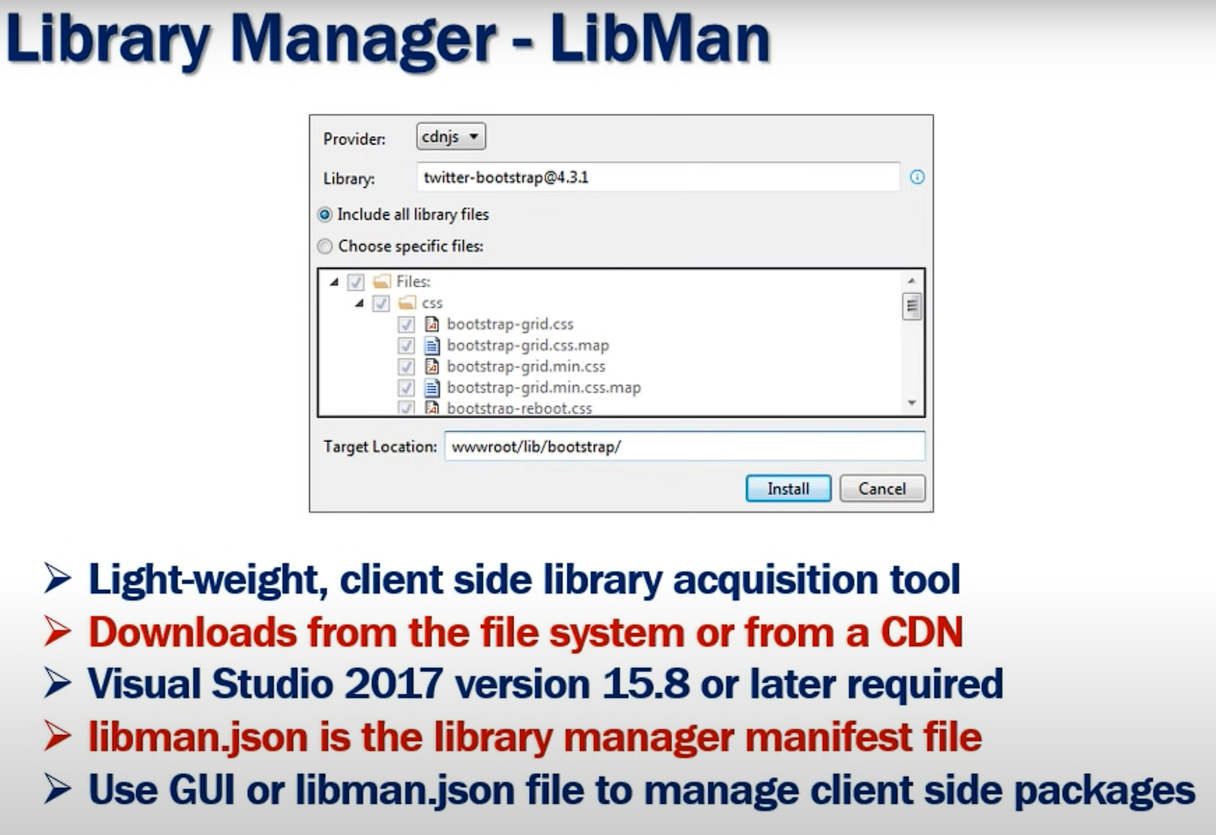 Library Manager - LibMan
Provider: cdnjs
Library: twitter-bootstrap@4.3.1
Include all library files
Choose specific files:
Files:
css
bootstrap-grid.css
bootstrap-grid.css.map
bootstrap-grid.min.css
bootstrap-grid.min.css.map
bootstrap-reboot.css
Target Location: wwwroot/lib/bootstrap/
Install Cancel
Light-weight, client side library acquisition tool
Downloads from the file system or from a CDN
Visual Studio 2017 version 15.8 or later required
libman.json is the library manager manifest file
Use GUI or libman.json file to manage client side packages